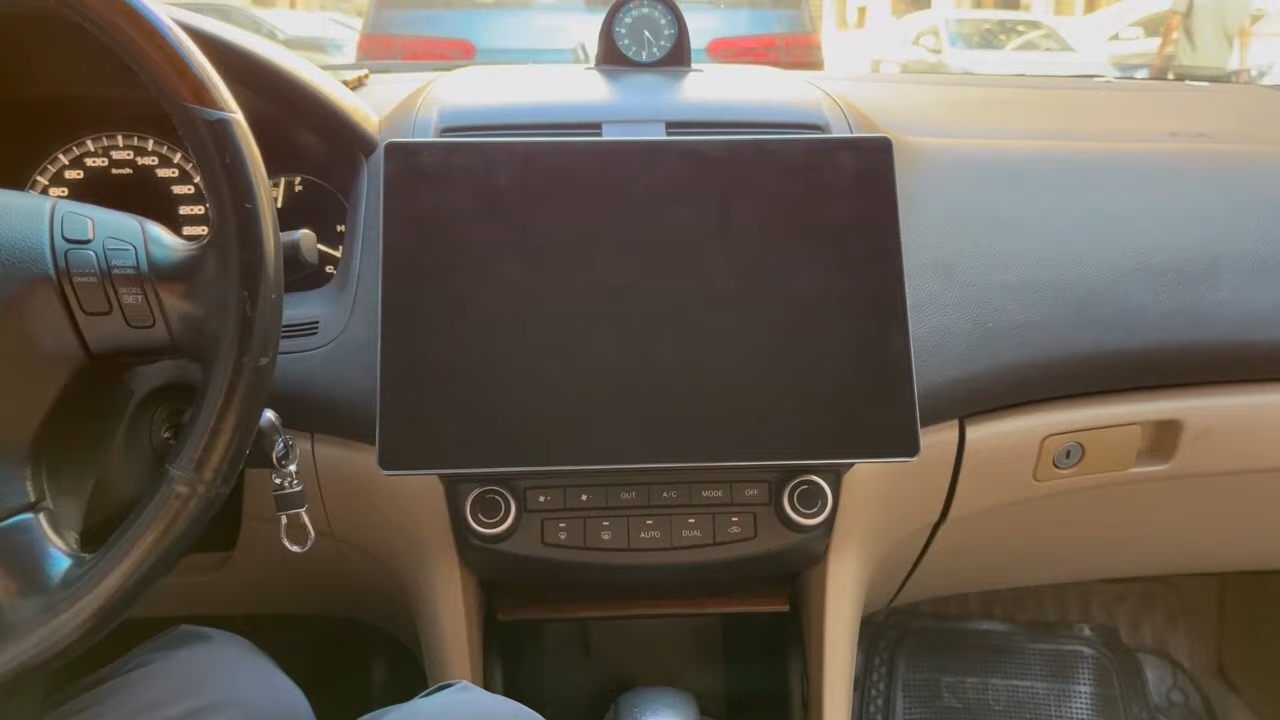 60 80 100 120 140 160 180 200 220
km/h
F
H
C
CANCEL
RES
ACCEL
DECEL
SET
OUT A/C MODE OFF
AUTO DUAL